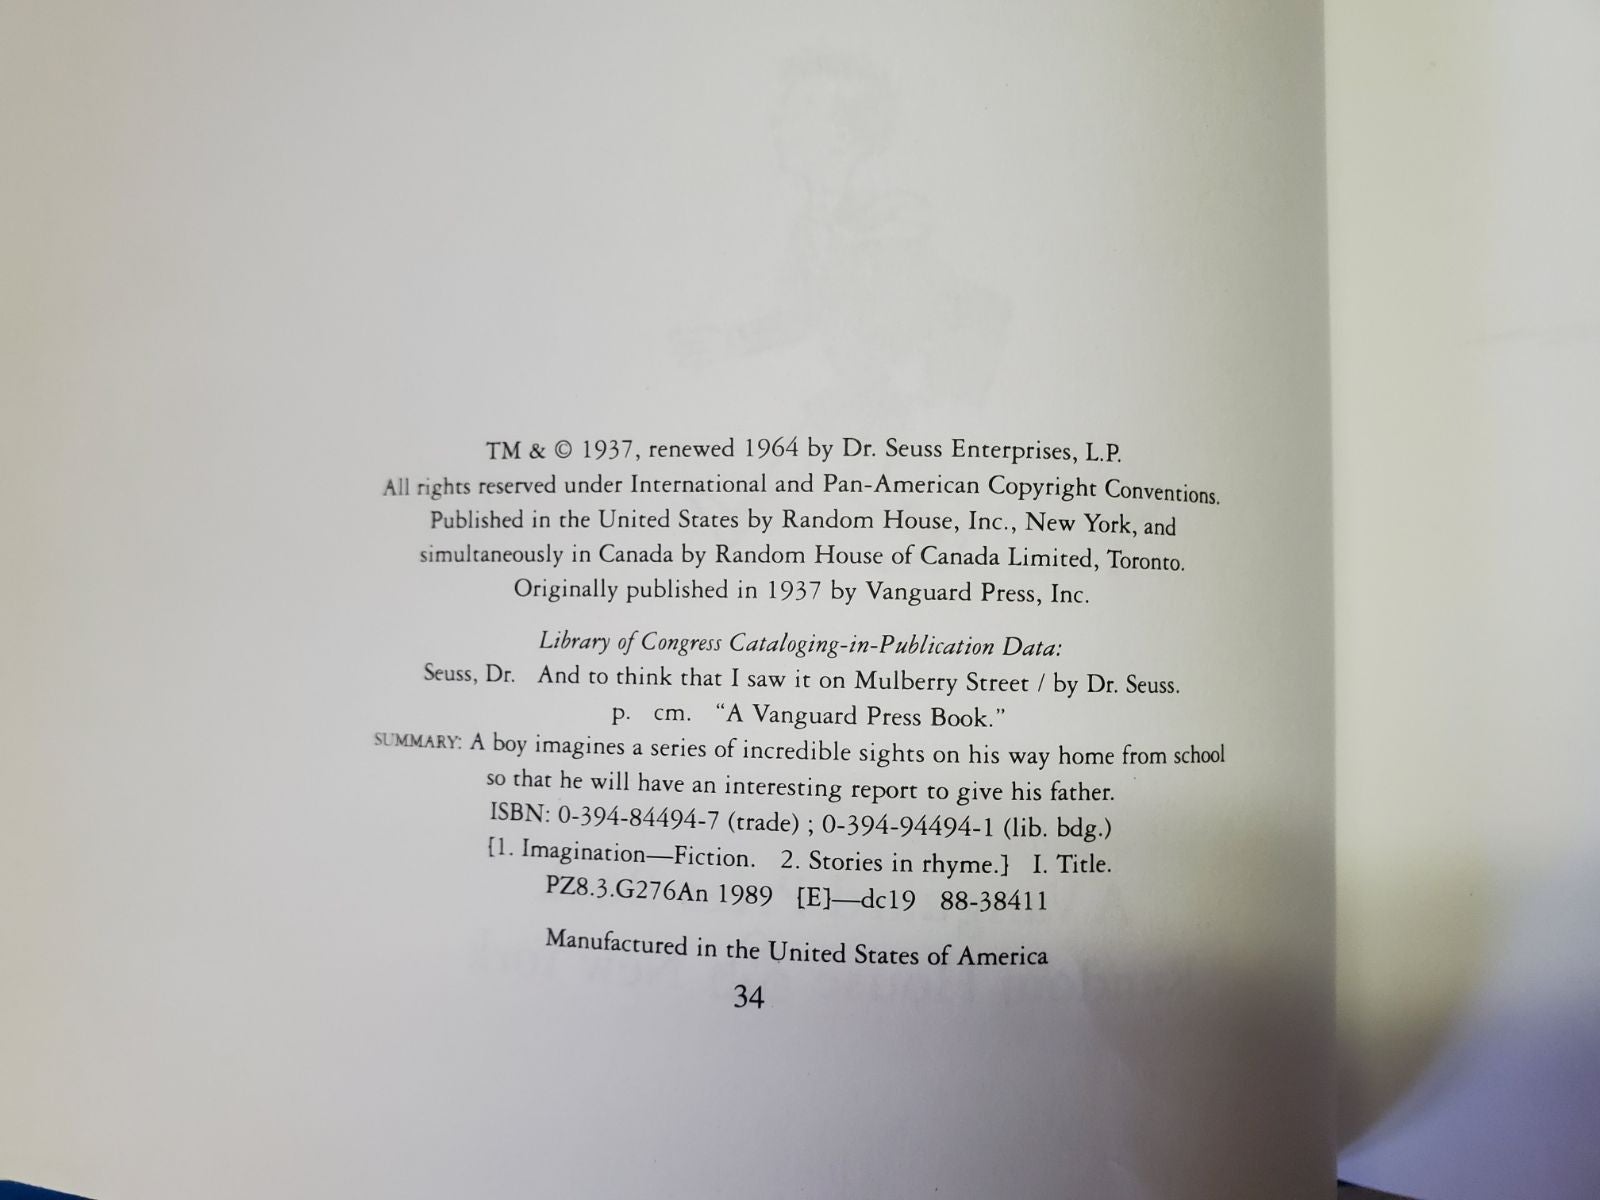 TM & © 1937, renewed 1964 by Dr. Seuss Enterprises, L.P.
All rights reserved under International and Pan-American Copyright Conventions.
Published in the United States by Random House, Inc., New York, and
simultaneously in Canada by Random House of Canada Limited, Toronto.
Originally published in 1937 by Vanguard Press, Inc.
Library of Congress Cataloging-in-Publication Data:
Seuss, Dr. And to think that I saw it on Mulberry Street / by Dr. Seuss.
p. cm. “A Vanguard Press Book.”
SUMMARY: A boy imagines a series of incredible sights on his way home from school
so that he will have an interesting report to give his father.
ISBN: 0-394-84494-7 (trade) ; 0-394-94494-1 (lib. bdg.)
[1. Imagination—Fiction. 2. Stories in rhyme.] I. Title.
PZ8.3.G276An 1989 [E]—dc19 88-38411
Manufactured in the United States of America
34